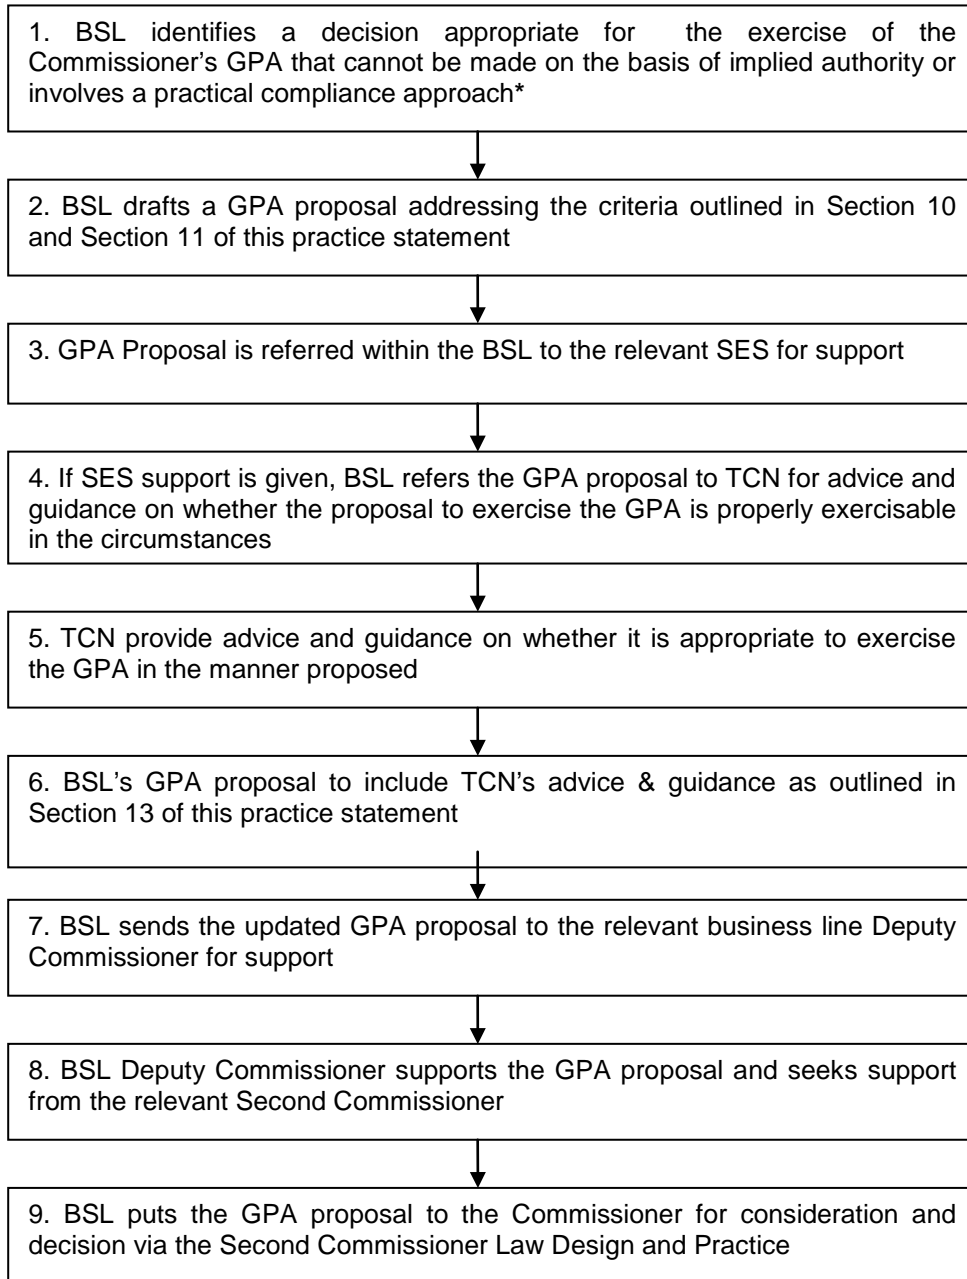 1. BSL identifies a decision appropriate for the exercise of the
Commissioner’s GPA that cannot be made on the basis of implied authority or
involves a practical compliance approach*
2. BSL drafts a GPA proposal addressing the criteria outlined in Section 10
and Section 11 of this practice statement
3. GPA Proposal is referred within the BSL to the relevant SES for support
4. If SES support is given, BSL refers the GPA proposal to TCN for advice and
guidance on whether the proposal to exercise the GPA is properly exercisable
in the circumstances
5. TCN provide advice and guidance on whether it is appropriate to exercise
the GPA in the manner proposed
6. BSL’s GPA proposal to include TCN’s advice & guidance as outlined in
Section 13 of this practice statement
7. BSL sends the updated GPA proposal to the relevant business line Deputy
Commissioner for support
8. BSL Deputy Commissioner supports the GPA proposal and seeks support
from the relevant Second Commissioner
9. BSL puts the GPA proposal to the Commissioner for consideration and
decision via the Second Commissioner Law Design and Practice